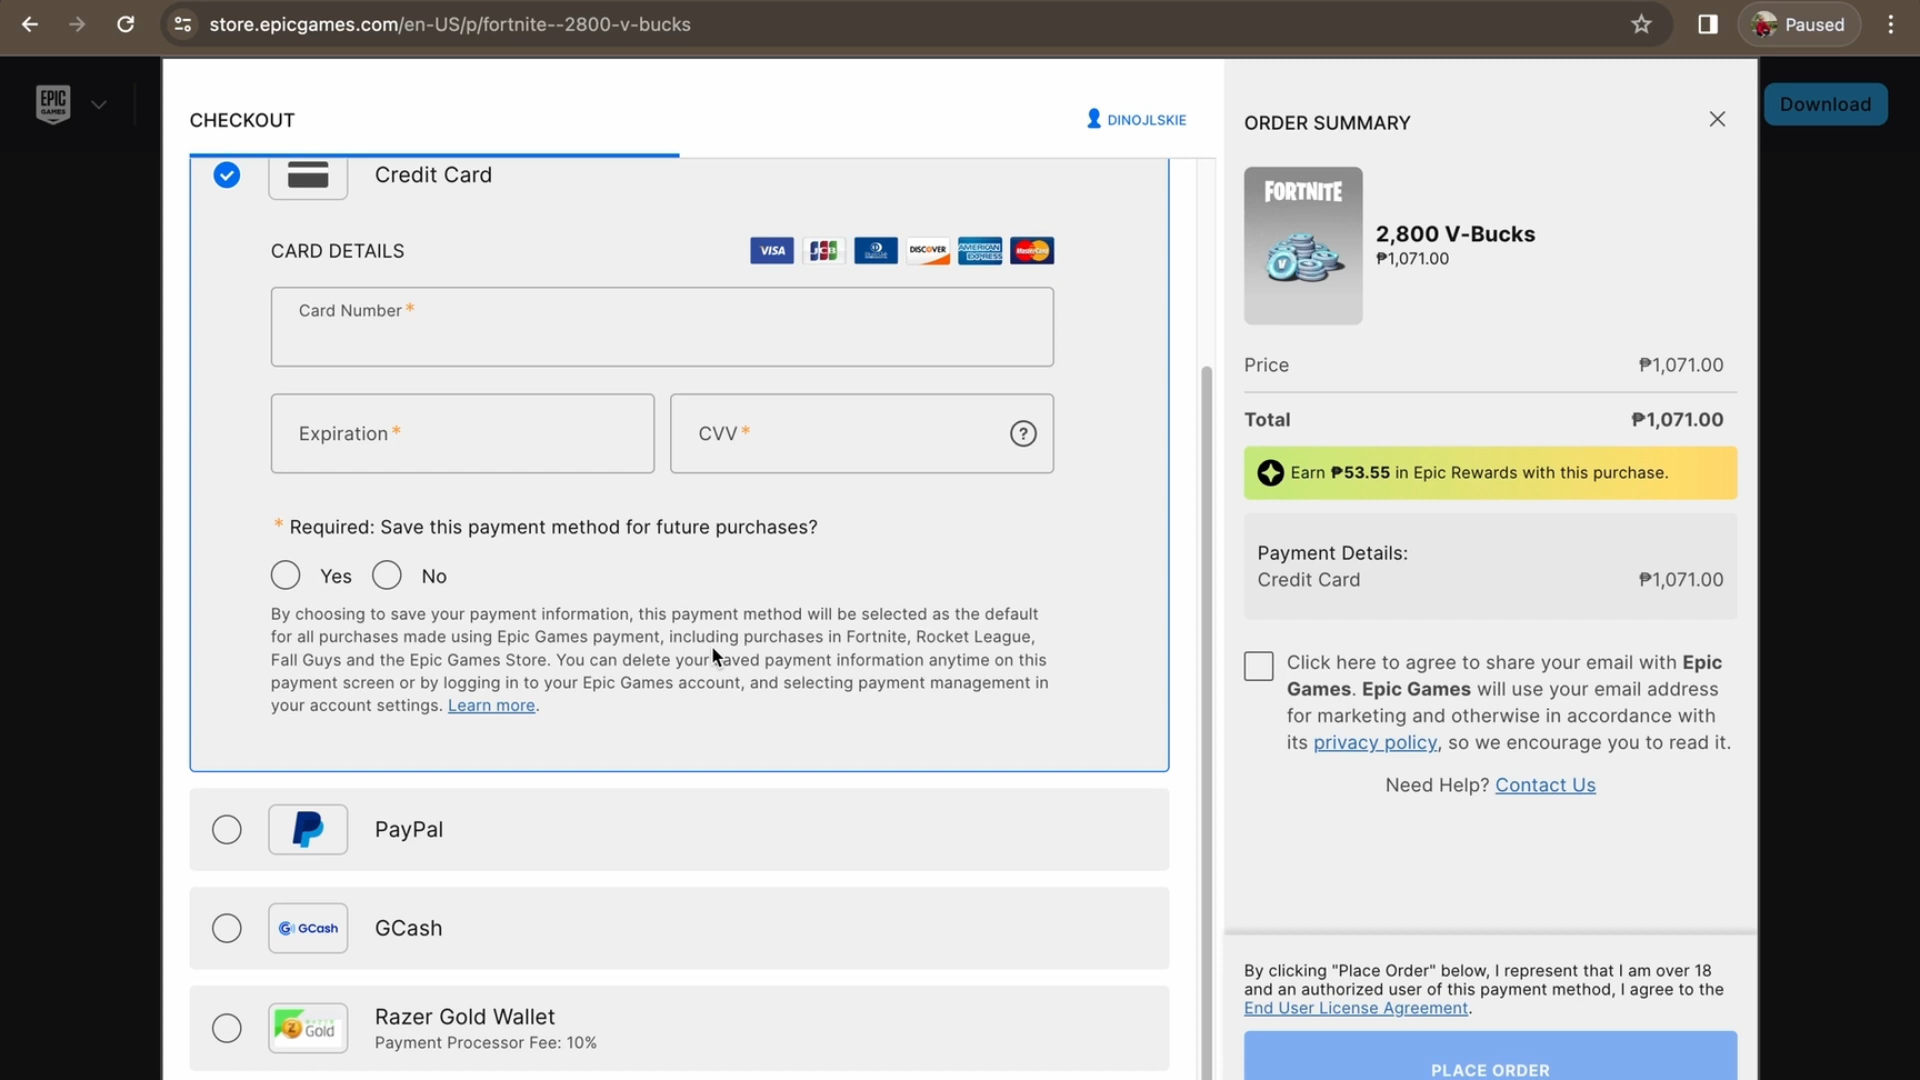 store.epicgames.com/en-US/p/fortnite--2800-v-bucks
Paused
EPIC
GAMES
Download
CHECKOUT
DINOJLSKIE
Credit Card
CARD DETAILS
VISA
JCB
DISCOVER
AMERICAN
EXPRESS
MasterCard
Card Number *
Expiration *
CVV *
?
* Required: Save this payment method for future purchases?
Yes
No
By choosing to save your payment information, this payment method will be selected as the default
for all purchases made using Epic Games payment, including purchases in Fortnite, Rocket League,
Fall Guys and the Epic Games Store. You can delete your saved payment information anytime on this
payment screen or by logging in to your Epic Games account, and selecting payment management in
your account settings. Learn more.
PayPal
GCash
GCash
Gold
Razer Gold Wallet
Payment Processor Fee: 10%
ORDER SUMMARY
FORTNITE
2,800 V-Bucks
₱1,071.00
Price ₱1,071.00
Total ₱1,071.00
Earn ₱53.55 in Epic Rewards with this purchase.
Payment Details:
Credit Card ₱1,071.00
Click here to agree to share your email with Epic
Games. Epic Games will use your email address
for marketing and otherwise in accordance with
its privacy policy, so we encourage you to read it.
Need Help? Contact Us
By clicking "Place Order" below, I represent that I am over 18
and an authorized user of this payment method, I agree to the
End User License Agreement.
PLACE ORDER